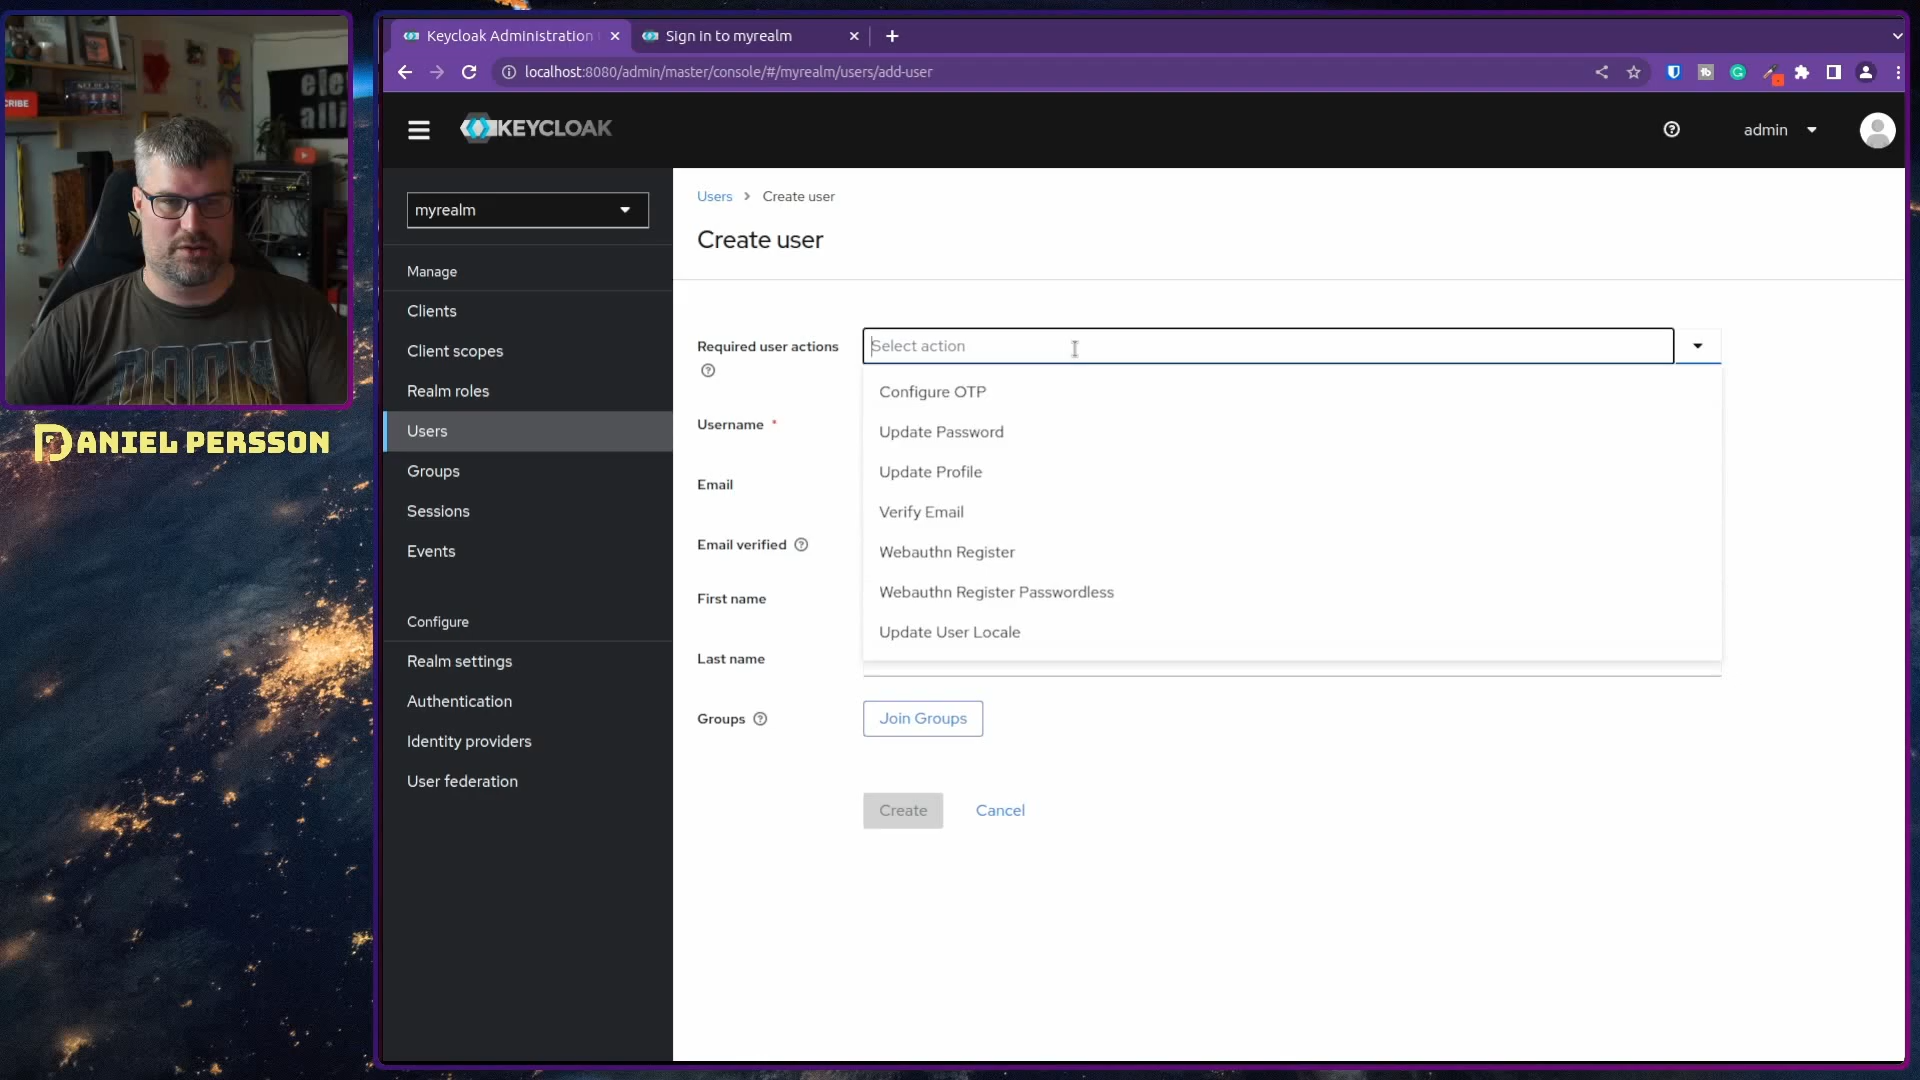 CRIBE
DOOM
DANIEL PERSSON
Keycloak Administration
Sign in to myrealm
localhost:8080/admin/master/console/#/myrealm/users/add-user
KEYCLOAK
admin
myrealm
Manage
Clients
Client scopes
Realm roles
Users
Groups
Sessions
Events
Configure
Realm settings
Authentication
Identity providers
User federation
Users > Create user
Create user
Required user actions
Select action
Configure OTP
Update Password
Update Profile
Verify Email
Webauthn Register
Webauthn Register Passwordless
Update User Locale
Username *
Email
Email verified
First name
Last name
Groups
Join Groups
Create
Cancel